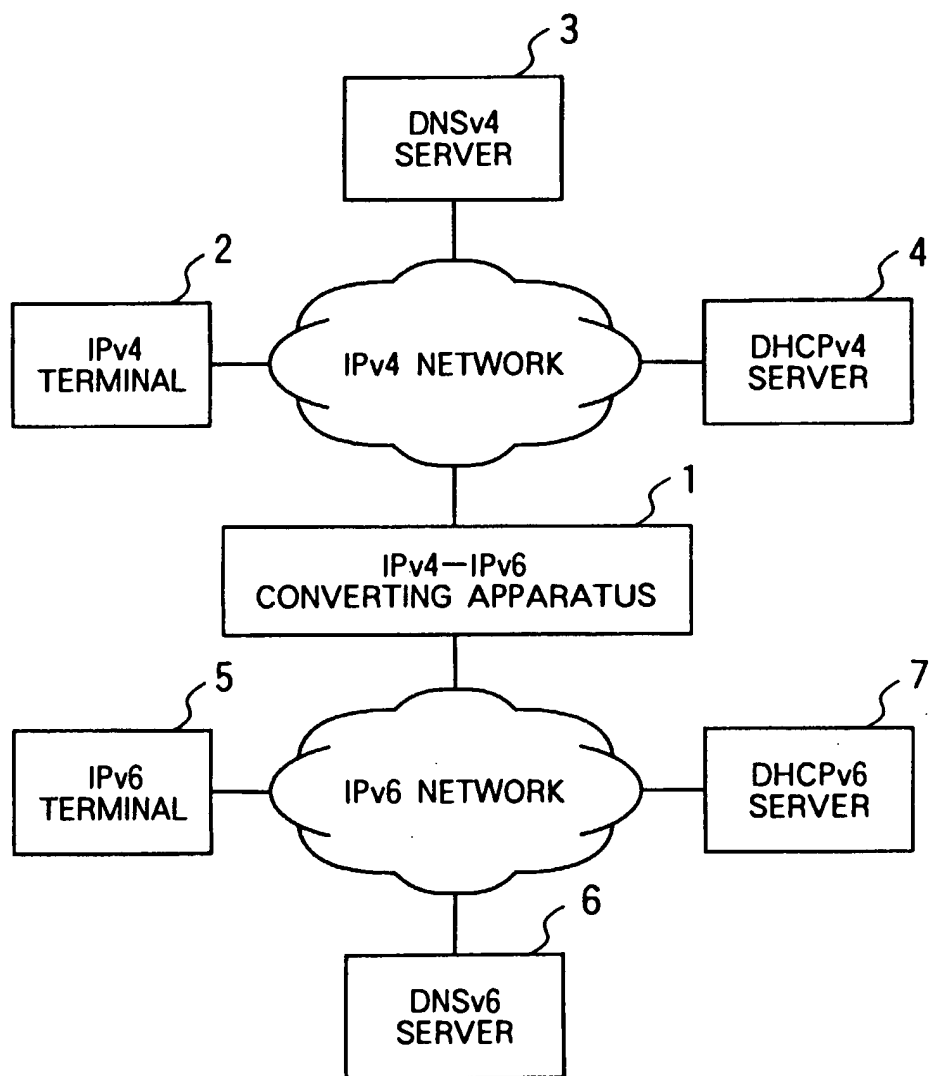 3
DNSv4
SERVER
2
4
IPv4
TERMINAL
IPv4 NETWORK
DHCPv4
SERVER
1
IPv4—IPv6
CONVERTING APPARATUS
5
7
IPv6
TERMINAL
IPv6 NETWORK
DHCPv6
SERVER
6
DNSv6
SERVER